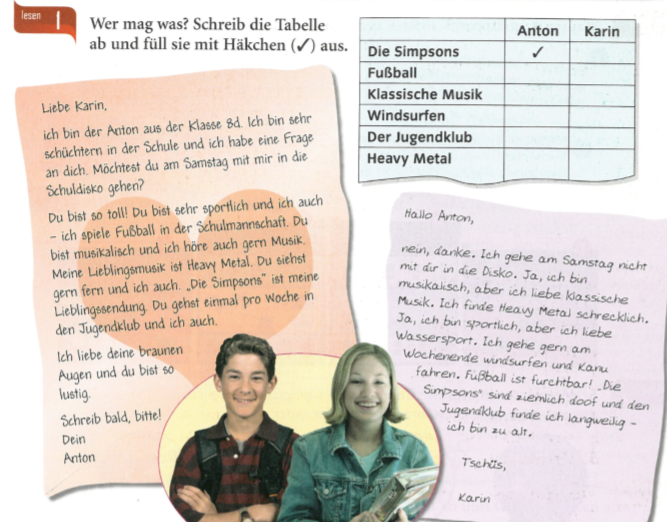 lesen
1
Wer mag was? Schreib die Tabelle
ab und füll sie mit Häkchen (✓) aus.
Anton Karin
Die Simpsons ✓
Fußball
Klassische Musik
Windsurfen
Der Jugendklub
Heavy Metal
Liebe Karin,
ich bin der Anton aus der Klasse 8d. Ich bin sehr
schüchtern in der Schule und ich habe eine Frage
an dich. Möchtest du am Samstag mit mir in die
Schuldisko gehen?
Du bist so toll! Du bist sehr sportlich und ich auch
– ich spiele Fußball in der Schulmannschaft. Du
bist musikalisch und ich höre auch gern Musik.
Meine Lieblingsmusik ist Heavy Metal. Du siehst
gern fern und ich auch. „Die Simpsons" ist meine
Lieblingssendung. Du gehst einmal pro Woche in
den Jugendklub und ich auch.
Ich liebe deine braunen
Augen und du bist so
lustig.
Schreib bald, bitte!
Dein
Anton
Hallo Anton,
nein, danke. Ich gehe am Samstag nicht
mit dir in die Disko. Ja, ich bin
musikalisch, aber ich liebe klassische
Musik. Ich finde Heavy Metal schrecklich.
Ja, ich bin sportlich, aber ich liebe
Wassersport. Ich gehe gern am
Wochenende windsurfen und Kanu
fahren. Fußball ist furchtbar! „Die
Simpsons" sind ziemlich doof und den
Jugendklub finde ich langweilig –
ich bin zu alt.
Tschüs,
Karin